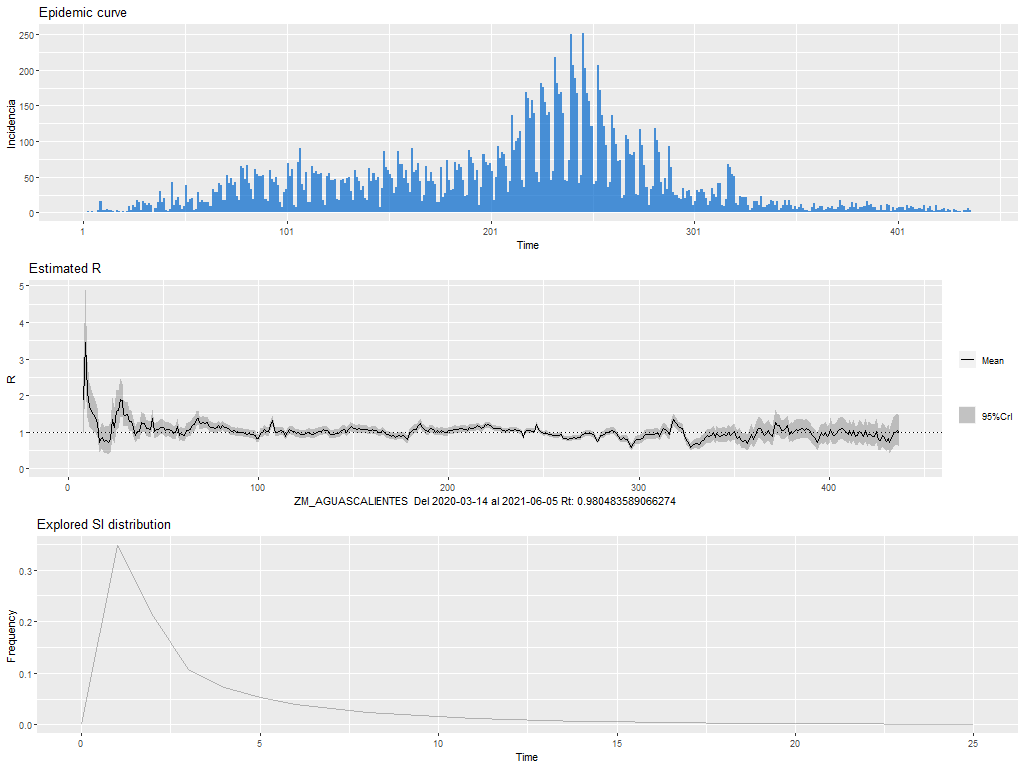 Epidemic curve
250
200
150
100
50
0
Incidencia
1
101
201
301
401
Time
Estimated R
5
4
3
2
1
0
R
Mean
95%CrI
0
100
200
300
400
ZM_AGUASCALIENTES Del 2020-03-14 al 2021-06-05 Rt: 0.980483589066274
Explored SI distribution
0.3
0.2
0.1
0.0
Frequency
0
5
10
15
20
25
Time